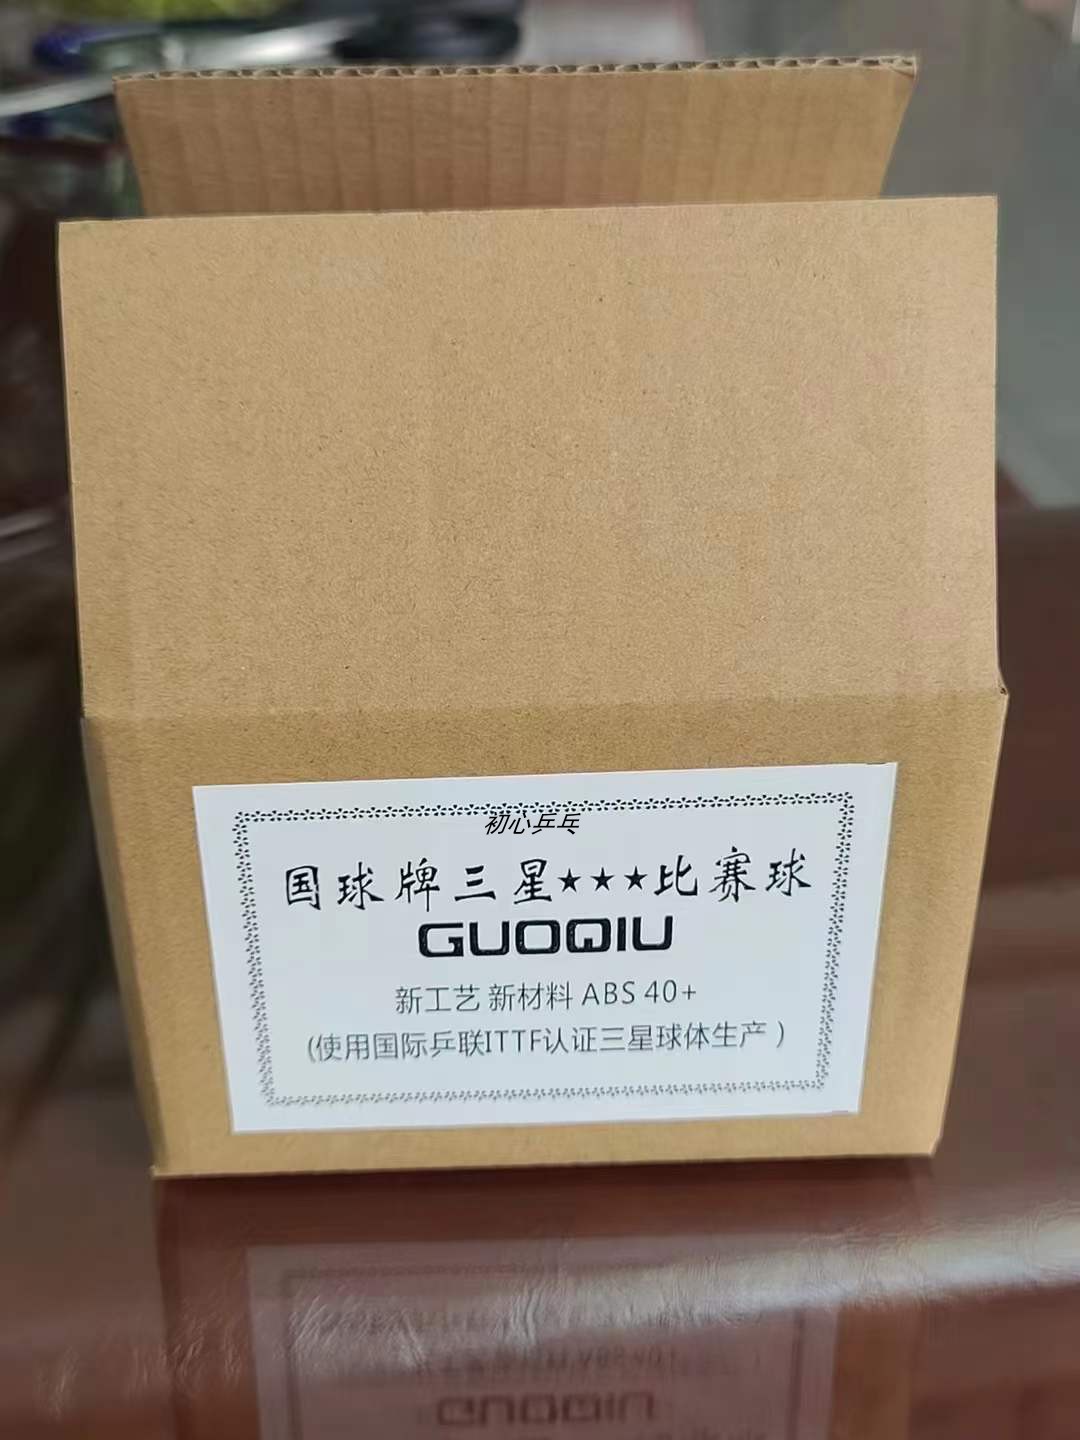 初心乒乓
国球牌三星★★★比赛球
GUOQIU
新工艺 新材料 ABS 40+
(使用国际乒联ITTF认证三星球体生产)